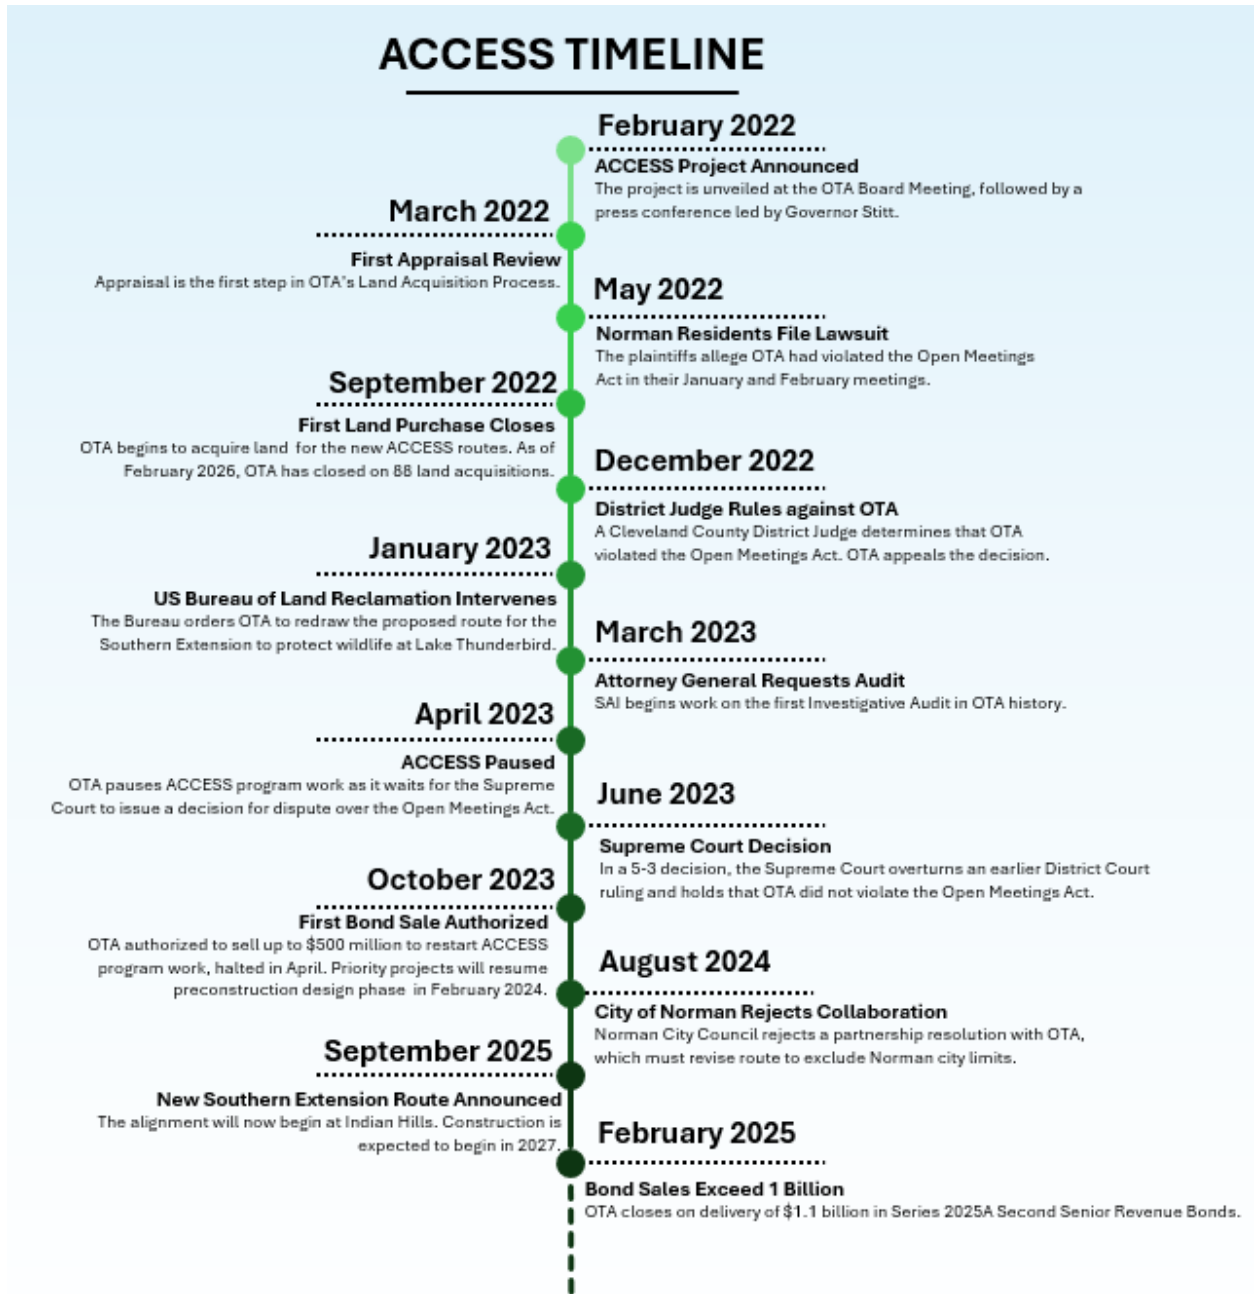 ACCESS TIMELINE
February 2022
ACCESS Project Announced
The project is unveiled at the OTA Board Meeting, followed by a
press conference led by Governor Stitt.
March 2022
First Appraisal Review
Appraisal is the first step in OTA's Land Acquisition Process.
May 2022
Norman Residents File Lawsuit
The plaintiffs allege OTA had violated the Open Meetings
Act in their January and February meetings.
September 2022
First Land Purchase Closes
OTA begins to acquire land for the new ACCESS routes. As of
February 2026, OTA has closed on 88 land acquisitions.
December 2022
District Judge Rules against OTA
A Cleveland County District Judge determines that OTA
violated the Open Meetings Act. OTA appeals the decision.
January 2023
US Bureau of Land Reclamation Intervenes
The Bureau orders OTA to redraw the proposed route for the
Southern Extension to protect wildlife at Lake Thunderbird.
March 2023
Attorney General Requests Audit
SAI begins work on the first Investigative Audit in OTA history.
April 2023
ACCESS Paused
OTA pauses ACCESS program work as it waits for the Supreme
Court to issue a decision for dispute over the Open Meetings Act.
June 2023
Supreme Court Decision
In a 5-3 decision, the Supreme Court overturns an earlier District Court
ruling and holds that OTA did not violate the Open Meetings Act.
October 2023
First Bond Sale Authorized
OTA authorized to sell up to $500 million to restart ACCESS
program work, halted in April. Priority projects will resume
preconstruction design phase in February 2024.
August 2024
City of Norman Rejects Collaboration
Norman City Council rejects a partnership resolution with OTA,
which must revise route to exclude Norman city limits.
September 2025
New Southern Extension Route Announced
The alignment will now begin at Indian Hills. Construction is
expected to begin in 2027.
February 2025
Bond Sales Exceed 1 Billion
OTA closes on delivery of $1.1 billion in Series 2025A Second Senior Revenue Bonds.